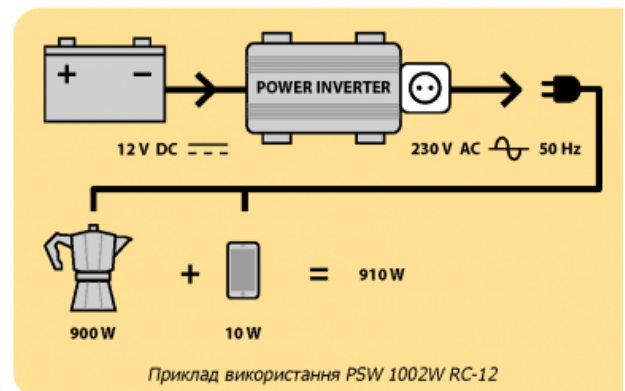 + −
POWER INVERTER
12 V DC
230 V AC 50 Hz
+ = 910 W
900 W 10 W
Приклад використання PSW 1002W RC-12